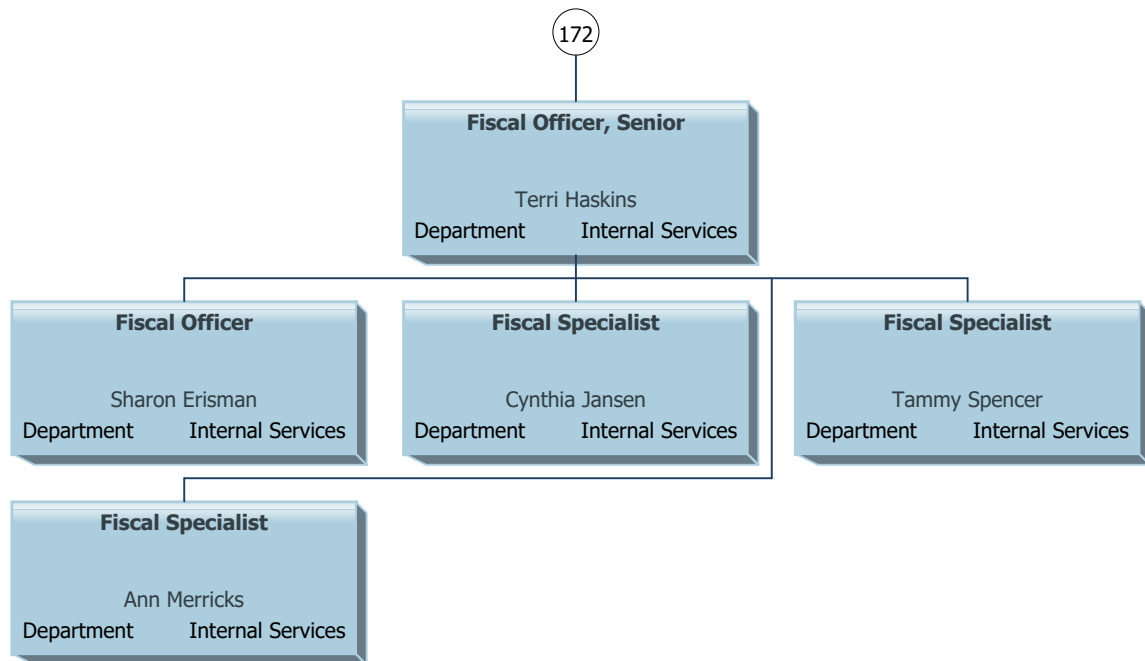 172
Fiscal Officer, Senior
Terri Haskins
Department Internal Services
Fiscal Officer
Sharon Erisman
Department Internal Services
Fiscal Specialist
Cynthia Jansen
Department Internal Services
Fiscal Specialist
Tammy Spencer
Department Internal Services
Fiscal Specialist
Ann Merricks
Department Internal Services